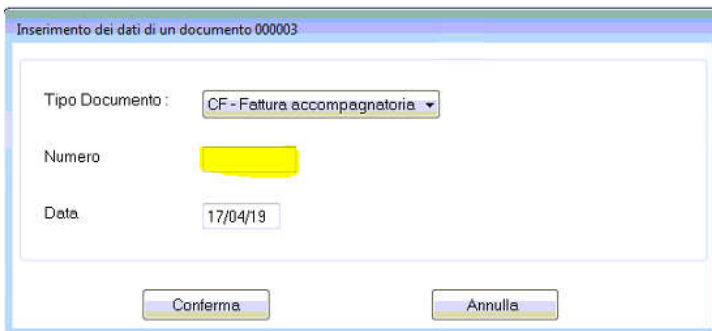 Inserimento dei dati di un documento 000003
Tipo Documento : CF - Fattura accompagnatoria
Numero
Data 17/04/19
Conferma Annulla